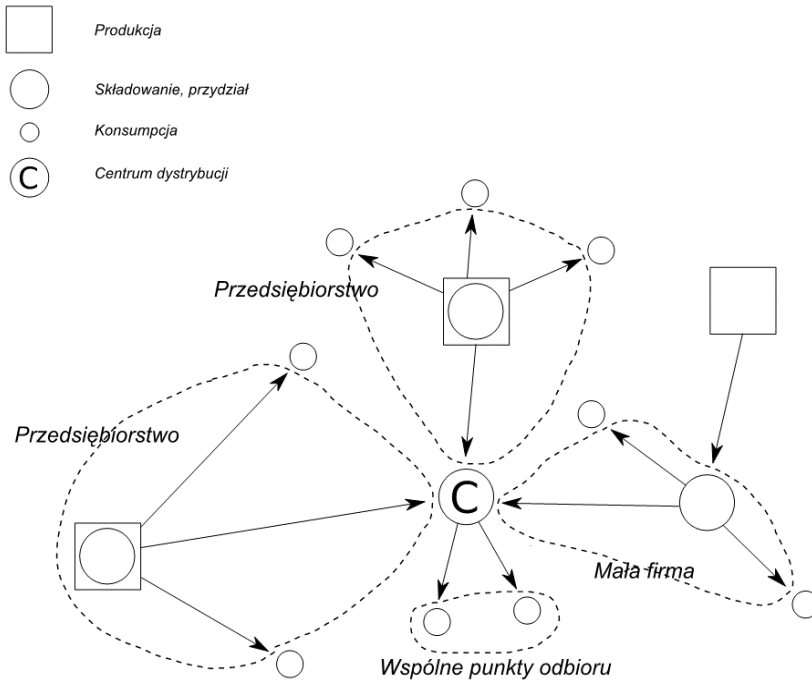 Produkcja
Składowanie, przydział
Konsumpcja
C
Centrum dystrybucji
Przedsiębiorstwo
Przedsiębiorstwo
C
Mała firma
Wspólne punkty odbioru